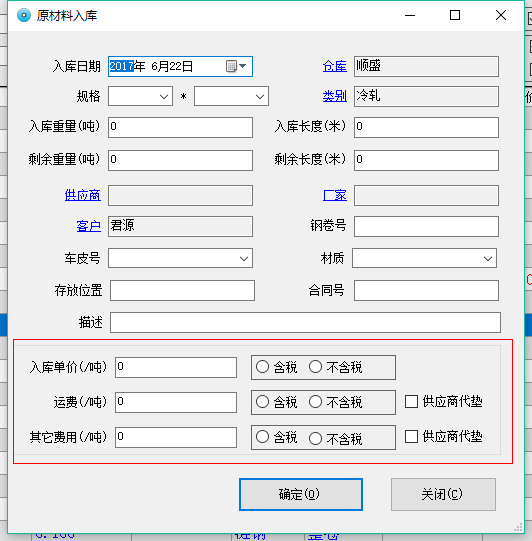 原材料入库
入库日期 2017年 6月22日 仓库 顺盛
规格 * 类别 冷轧
入库重量(吨) 0 入库长度(米) 0
剩余重量(吨) 0 剩余长度(米) 0
供应商 厂家
客户 君源 钢卷号
车皮号 材质
存放位置 合同号
描述
入库单价(/吨) 0 含税 不含税
运费(/吨) 0 含税 不含税 供应商代垫
其它费用(/吨) 0 含税 不含税 供应商代垫
确定(O) 关闭(C)